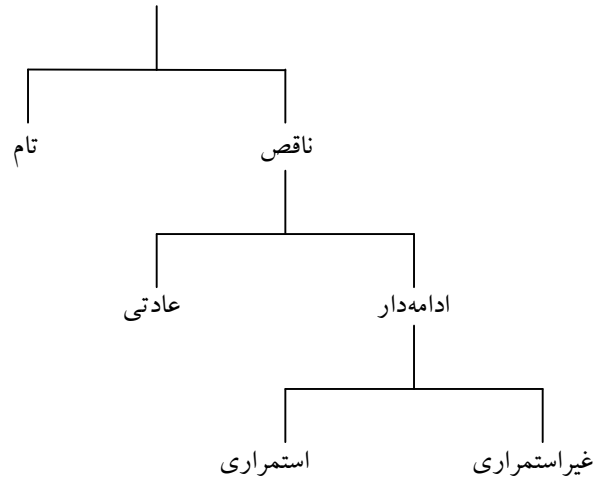 ناقص
تام
ادامه‌دار
عادتی
غیراستمراری
استمراری